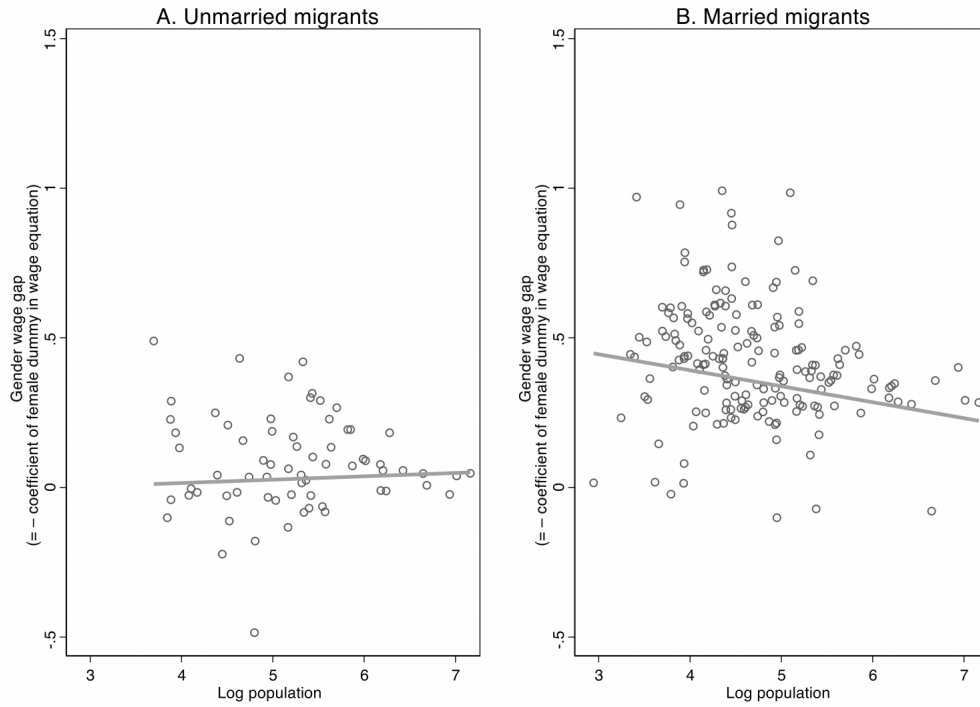 A. Unmarried migrants
Gender wage gap
(= – coefficient of female dummy in wage equation)
1.5
1
.5
0
-.5
3 4 5 6 7
Log population
B. Married migrants
Gender wage gap
(= – coefficient of female dummy in wage equation)
1.5
1
.5
0
-.5
3 4 5 6 7
Log population